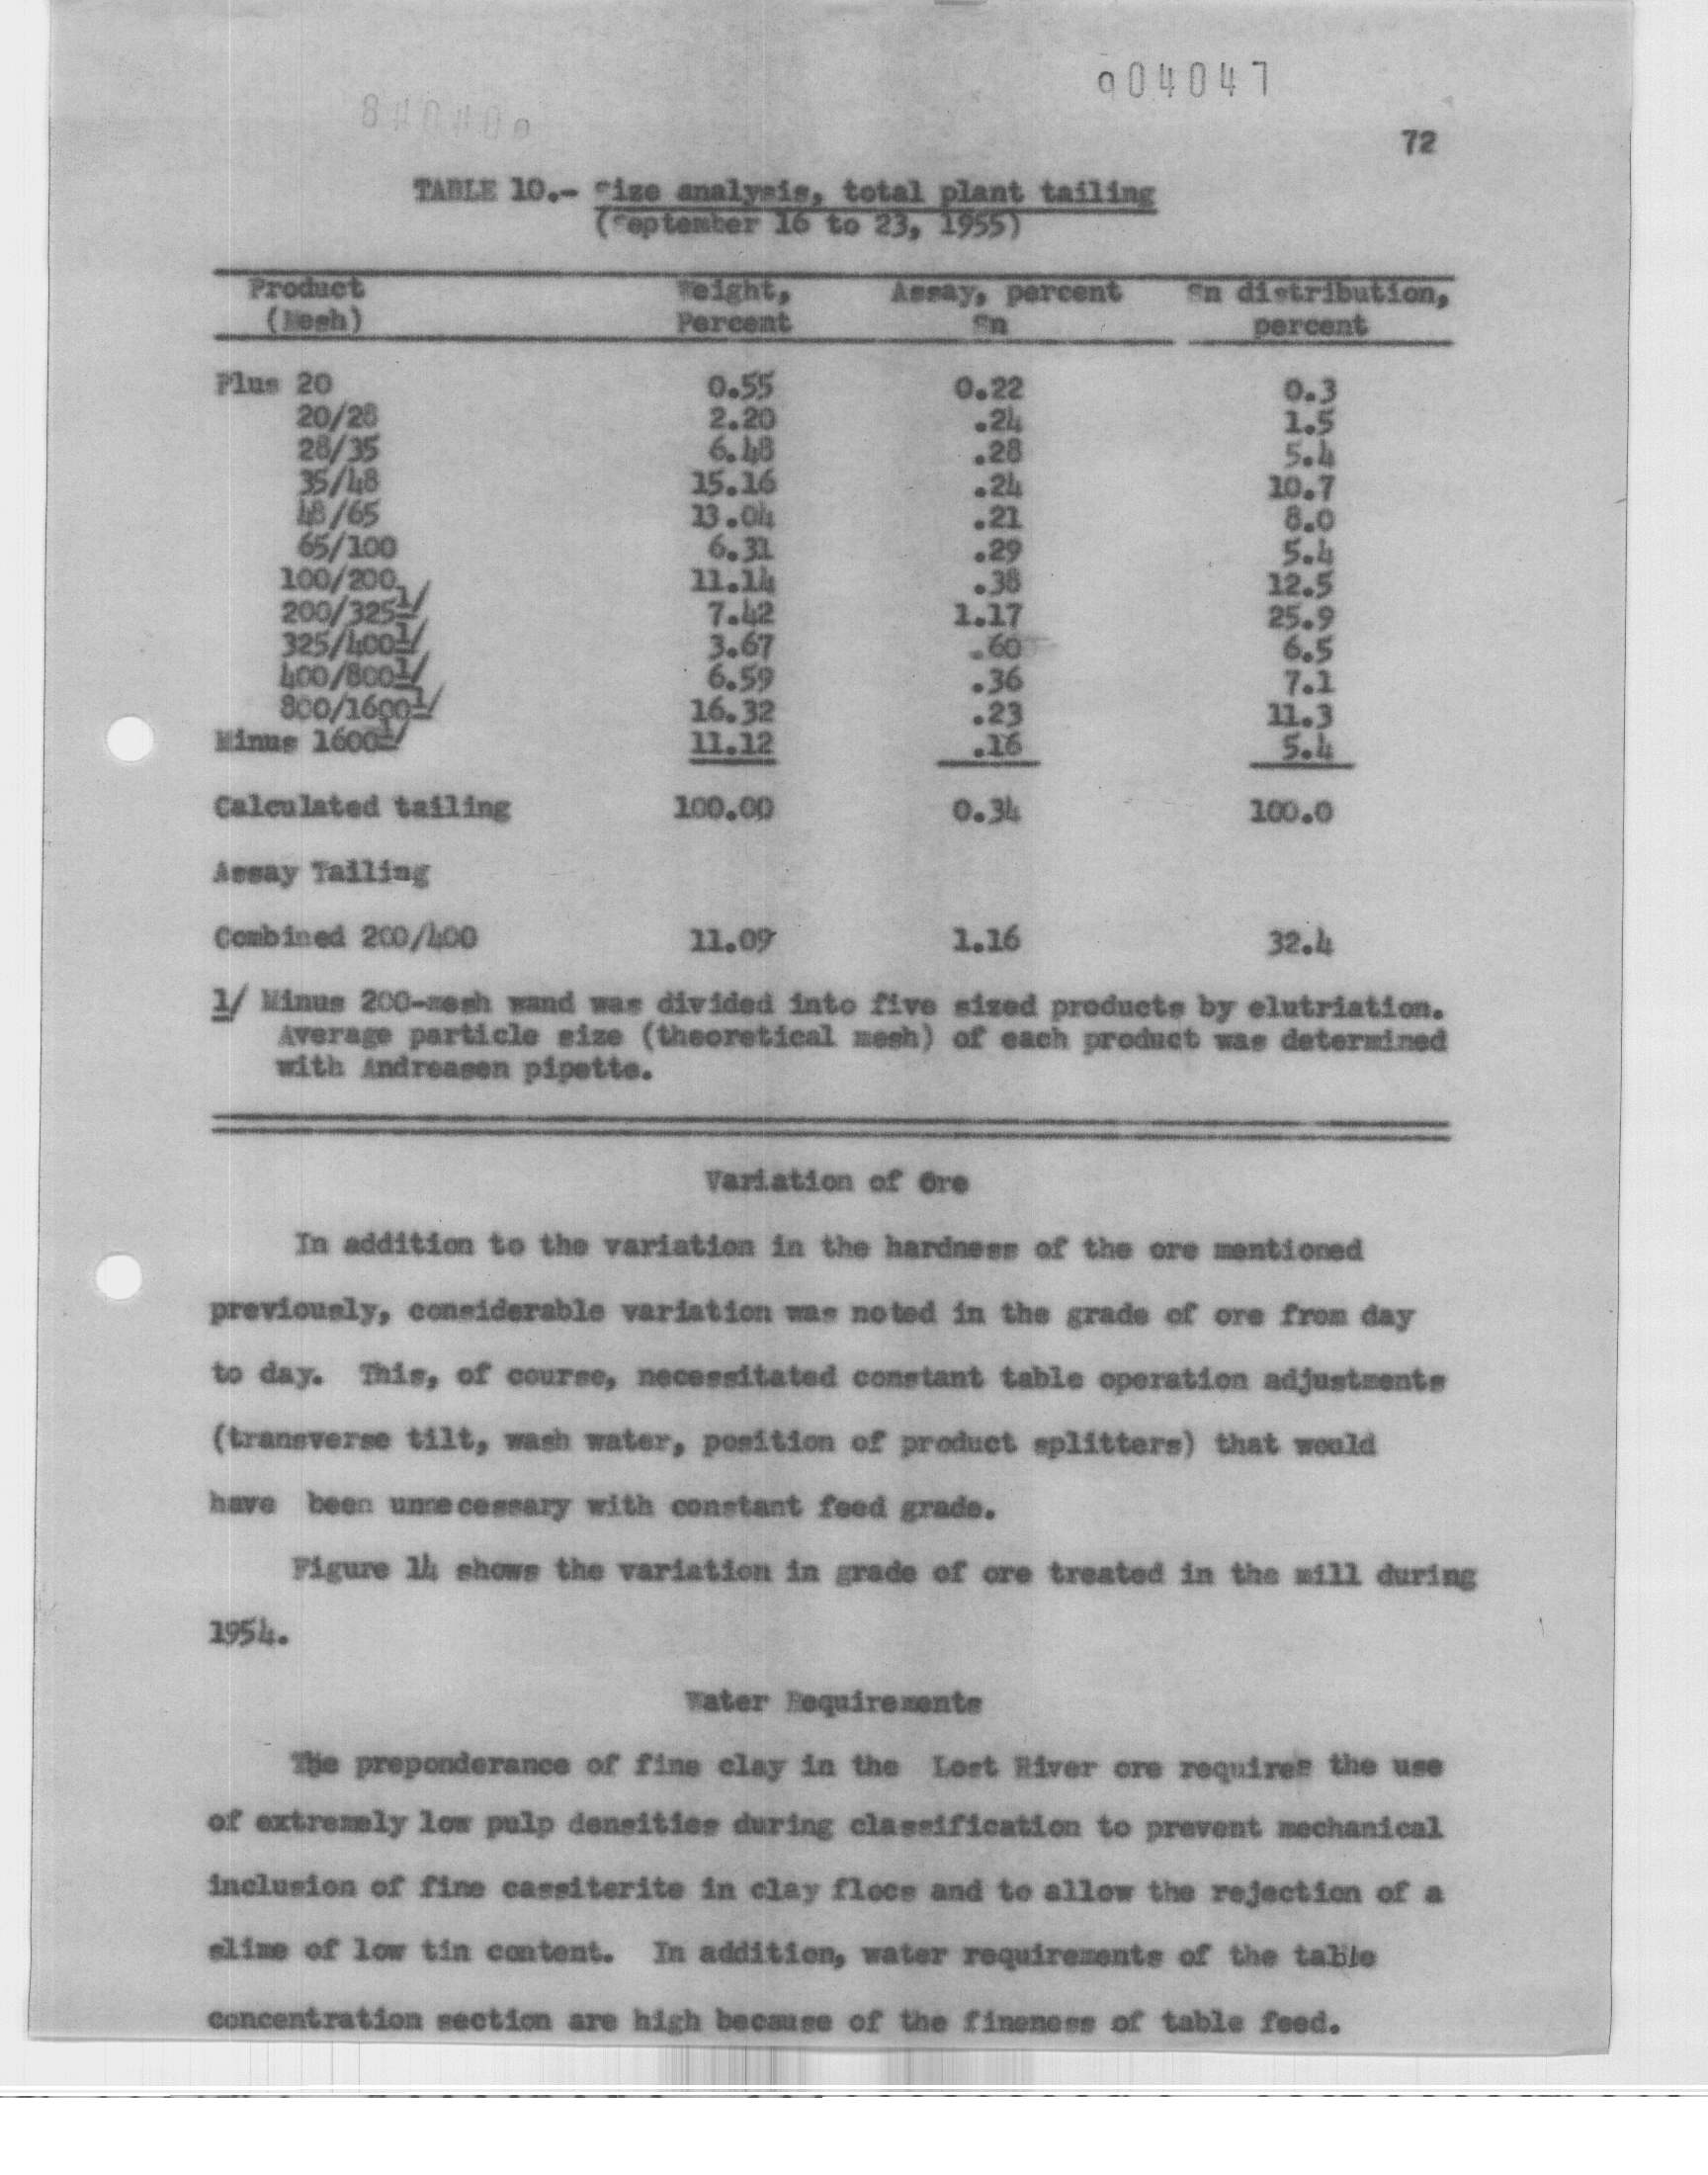 904047
72
TABLE 10.- Size analysis, total plant tailing
(September 16 to 23, 1955)
Product Weight, Assay, percent Sn distribution,
(Mesh) Percent Sn percent
Plus 20 0.55 0.22 0.3
20/28 2.20 .24 1.5
28/35 6.48 .28 5.4
35/48 15.16 .24 10.7
48/65 13.04 .21 8.0
65/100 6.31 .29 5.4
100/200 11.14 .38 12.5
200/325 1/ 7.42 1.17 25.9
325/400 1/ 3.67 .60 6.5
400/800 1/ 6.59 .36 7.1
800/1600 1/ 16.32 .23 11.3
Minus 1600 1/ 11.12 .16 5.4
Calculated tailing 100.00 0.34 100.0
Assay Tailing
Combined 200/400 11.09 1.16 32.4
1/ Minus 200-mesh wand was divided into five sized products by elutriation.
Average particle size (theoretical mesh) of each product was determined
with Andreasen pipette.
Variation of Ore
In addition to the variation in the hardness of the ore mentioned
previously, considerable variation was noted in the grade of ore from day
to day. This, of course, necessitated constant table operation adjustments
(transverse tilt, wash water, position of product splitters) that would
have been unnecessary with constant feed grade.
Figure 14 shows the variation in grade of ore treated in the mill during
1954.
Water Requirements
The preponderance of fine clay in the Lost River ore requires the use
of extremely low pulp densities during classification to prevent mechanical
inclusion of fine cassiterite in clay flocs and to allow the rejection of a
slime of low tin content. In addition, water requirements of the table
concentration section are high because of the fineness of table feed.